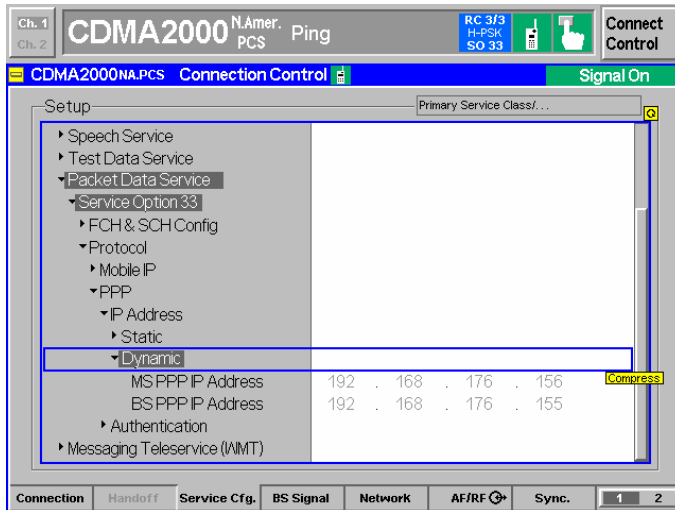 Ch. 1
Ch. 2
CDMA2000 N.Amer. PCS Ping
RC 3/3
H-PSK
SO 33
Connect Control
CDMA2000 NA.PCS Connection Control
Signal On
Setup
Primary Service Class/...
Speech Service
Test Data Service
Packet Data Service
Service Option 33
FCH & SCH Config
Protocol
Mobile IP
PPP
IP Address
Static
Dynamic
MS PPP IP Address 192 . 168 . 176 . 156
Compress
BS PPP IP Address 192 . 168 . 176 . 155
Authentication
Messaging Teleservice (WMT)
Connection Handoff Service Cfg. BS Signal Network AF/RF Sync. 1 2